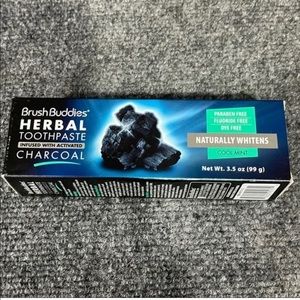 BrushBuddies®
HERBAL
TOOTHPASTE
INFUSED WITH ACTIVATED
CHARCOAL
PARABEN FREE
FLUORIDE FREE
DYE FREE
NATURALLY WHITENS
COOL MINT
Net Wt. 3.5 oz (99 g)